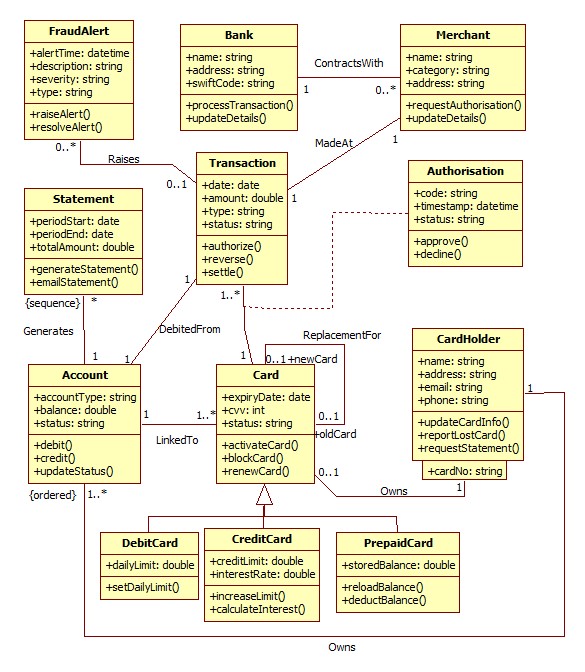 FraudAlert
+alertTime: datetime
+description: string
+severity: string
+type: string
+raiseAlert()
+resolveAlert()
0..*
Bank
+name: string
+address: string
+swiftCode: string
+processTransaction()
+updateDetails()
ContractsWith
1
0..*
Merchant
+name: string
+category: string
+address: string
+requestAuthorisation()
+updateDetails()
1
MadeAt
Raises
0..1
Transaction
+date: date
+amount: double
+type: string
+status: string
+authorize()
+reverse()
+settle()
1
1
1..*
Authorisation
+code: string
+timestamp: datetime
+status: string
+approve()
+decline()
Statement
+periodStart: date
+periodEnd: date
+totalAmount: double
+generateStatement()
+emailStatement()
{sequence}
*
Generates
1
DebitedFrom
1
1
ReplacementFor
0..1
+newCard
0..1
+oldCard
Account
+accountType: string
+balance: double
+status: string
+debit()
+credit()
+updateStatus()
{ordered}
1..*
1
LinkedTo
1..*
Card
+expiryDate: date
+cvv: int
+status: string
+activateCard()
+blockCard()
+renewCard()
0..1
Owns
1
CardHolder
+name: string
+address: string
+email: string
+phone: string
+updateCardInfo()
+reportLostCard()
+requestStatement()
+cardNo: string
1
DebitCard
+dailyLimit: double
+setDailyLimit()
CreditCard
+creditLimit: double
+interestRate: double
+increaseLimit()
+calculateInterest()
PrepaidCard
+storedBalance: double
+reloadBalance()
+deductBalance()
Owns